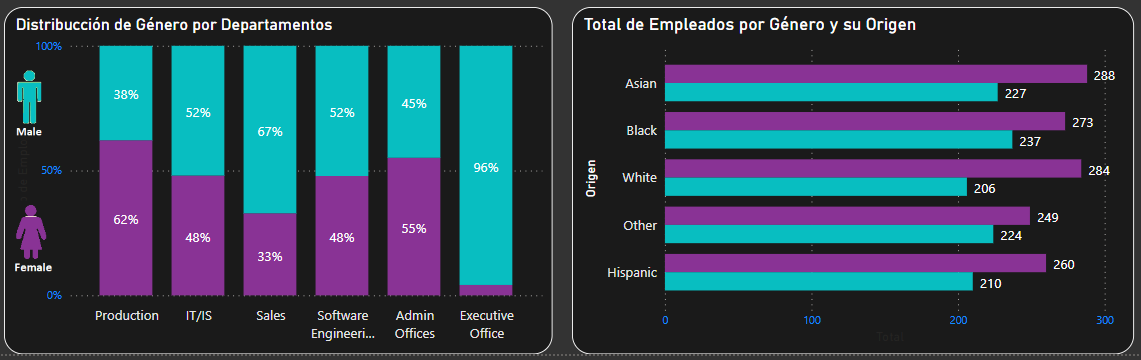 Distribucción de Género por Departamentos
100%
50%
0%
Male
Female
38%
62%
52%
48%
67%
33%
52%
48%
45%
55%
96%
Production
IT/IS
Sales
Software
Engineeri...
Admin
Offices
Executive
Office
Total de Empleados por Género y su Origen
Origen
Asian
288
227
Black
273
237
White
284
206
Other
249
224
Hispanic
260
210
0
100
200
300
Total